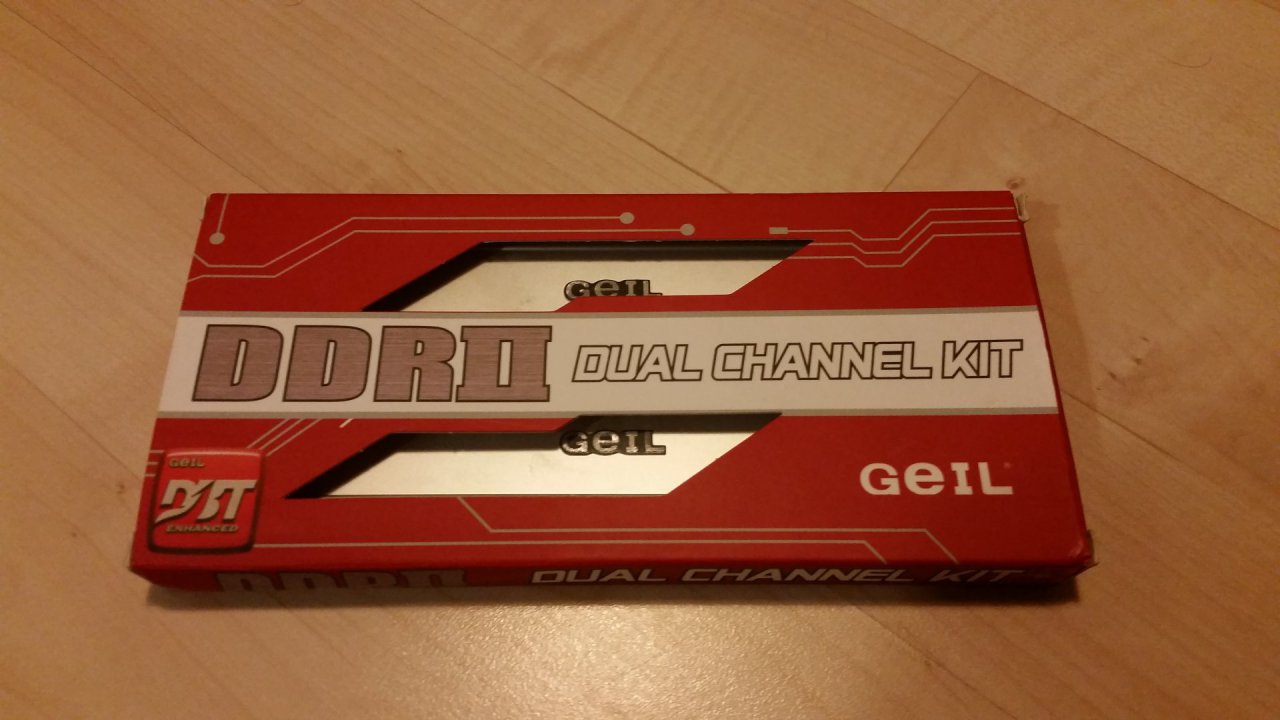 GeIL
DDRII DUAL CHANNEL KIT
GeIL
GeIL
GeIL
DBT
ENHANCED
DDRII DUAL CHANNEL KIT